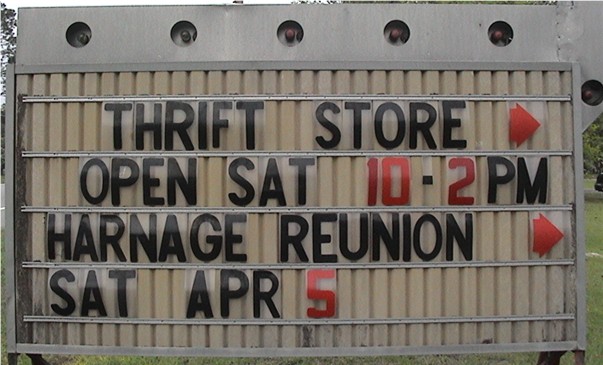 THRIFT STORE
OPEN SAT 10-2 PM
HARNAGE REUNION
SAT APR 5